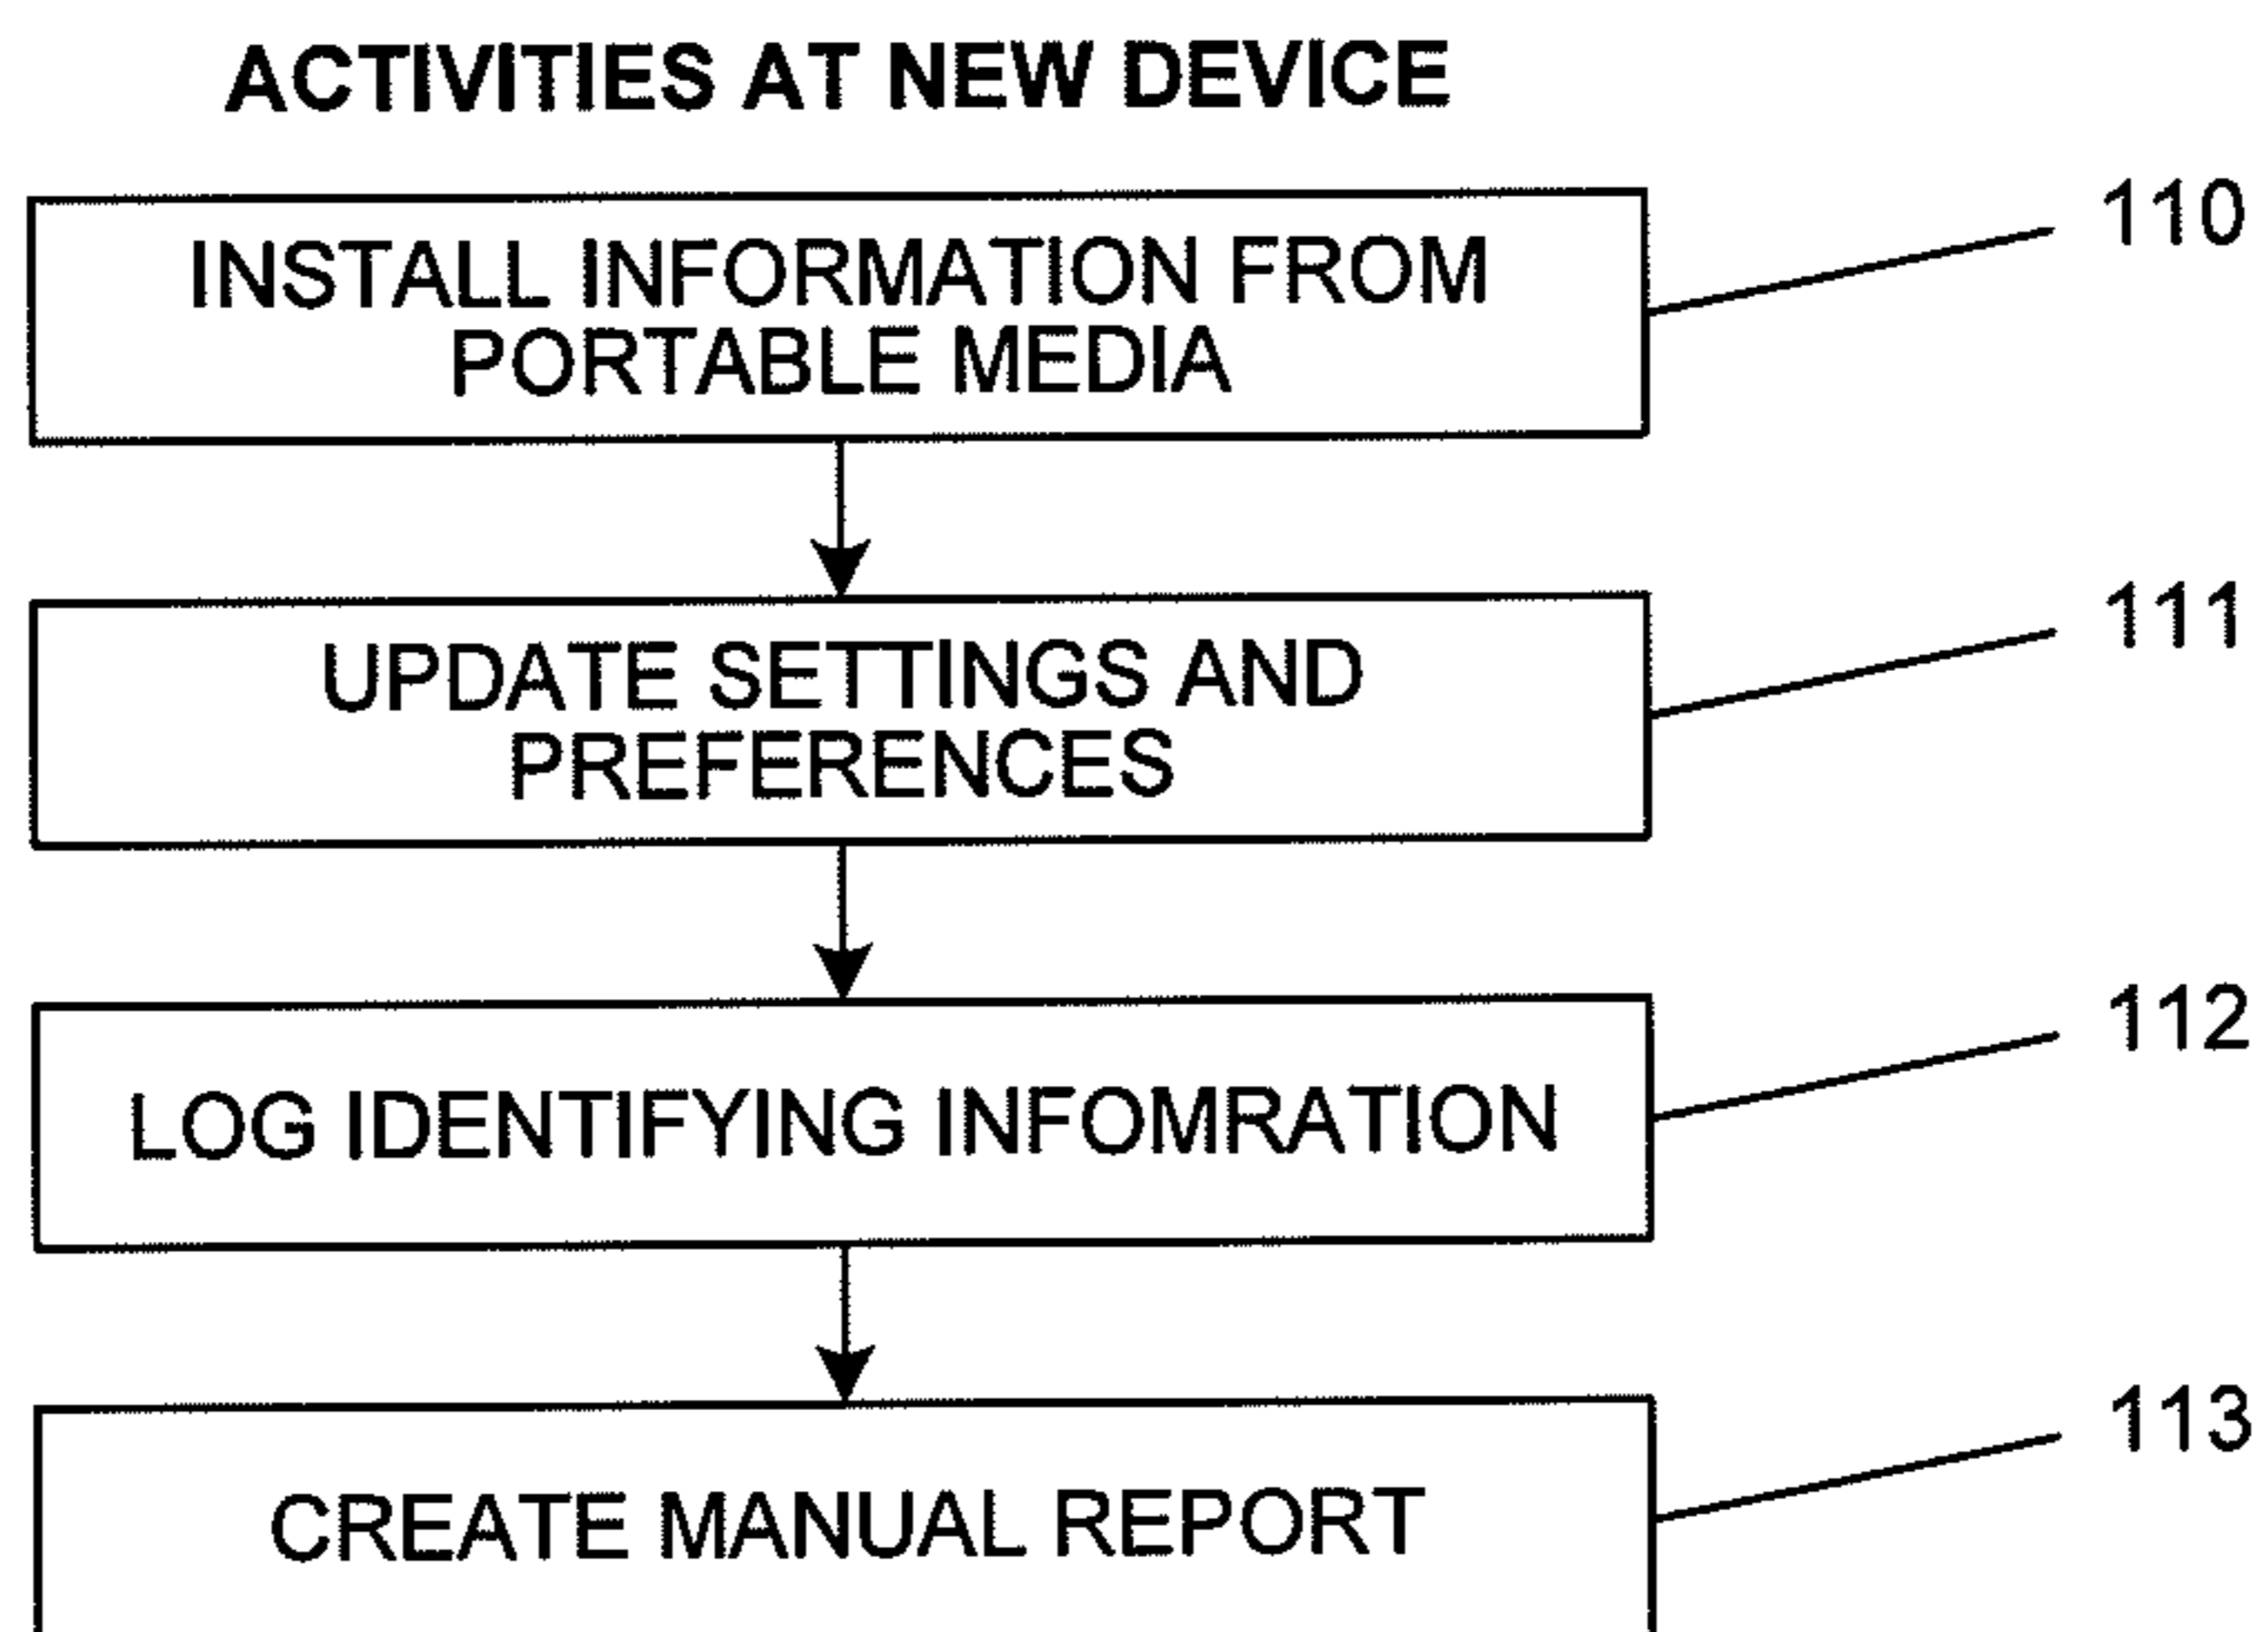 ACTIVITIES AT NEW DEVICE
110
INSTALL INFORMATION FROM
PORTABLE MEDIA
111
UPDATE SETTINGS AND
PREFERENCES
112
LOG IDENTIFYING INFOMRATION
113
CREATE MANUAL REPORT